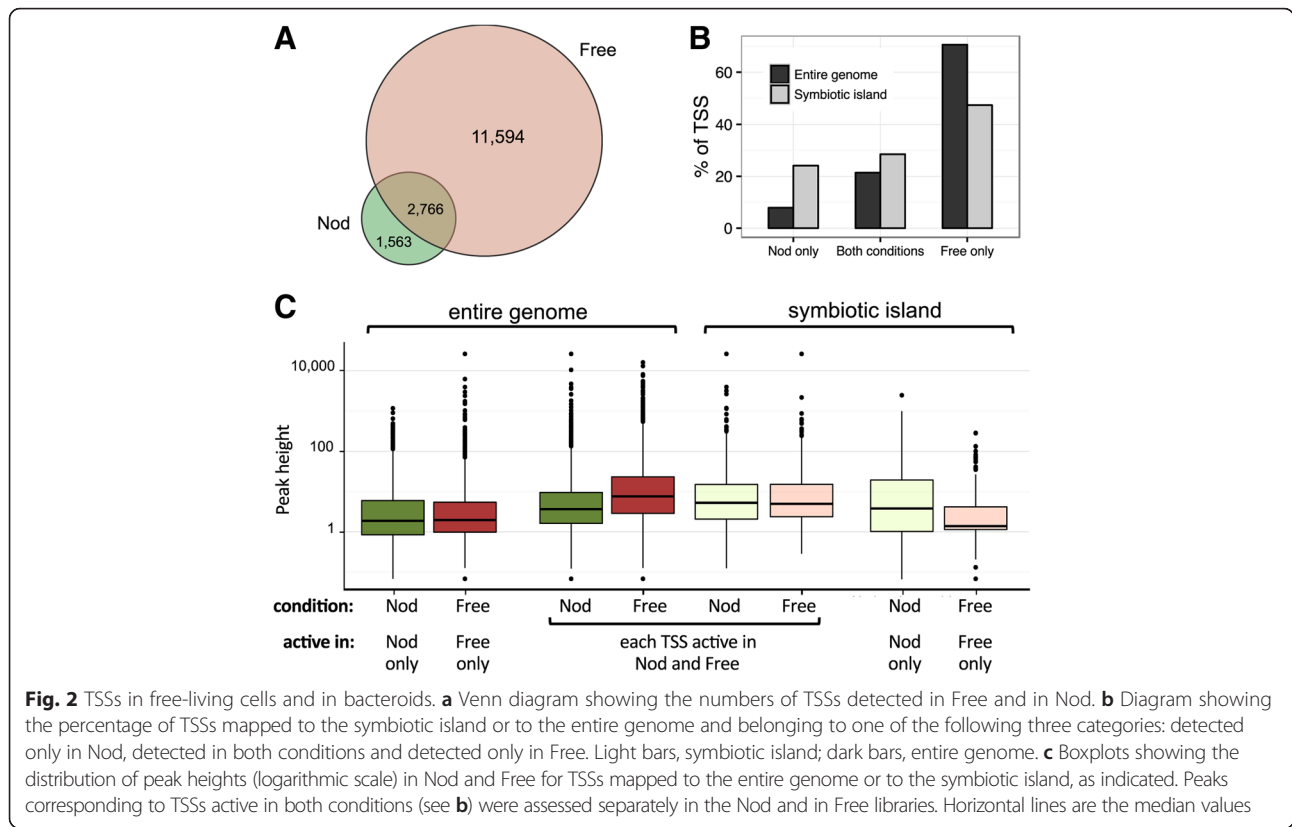 A
Free
11,594
2,766
Nod
1,563
B
Entire genome
Symbiotic island
% of TSS
60
40
20
0
Nod only Both conditions Free only
C
entire genome symbiotic island
Peak height
10,000
100
1
condition: Nod Free Nod Free Nod Free Nod Free
active in: Nod only Free only each TSS active in Nod and Free Nod only Free only
Fig. 2 TSSs in free-living cells and in bacteroids. a Venn diagram showing the numbers of TSSs detected in Free and in Nod. b Diagram showing
the percentage of TSSs mapped to the symbiotic island or to the entire genome and belonging to one of the following three categories: detected
only in Nod, detected in both conditions and detected only in Free. Light bars, symbiotic island; dark bars, entire genome. c Boxplots showing the
distribution of peak heights (logarithmic scale) in Nod and Free for TSSs mapped to the entire genome or to the symbiotic island, as indicated. Peaks
corresponding to TSSs active in both conditions (see b) were assessed separately in the Nod and in Free libraries. Horizontal lines are the median values